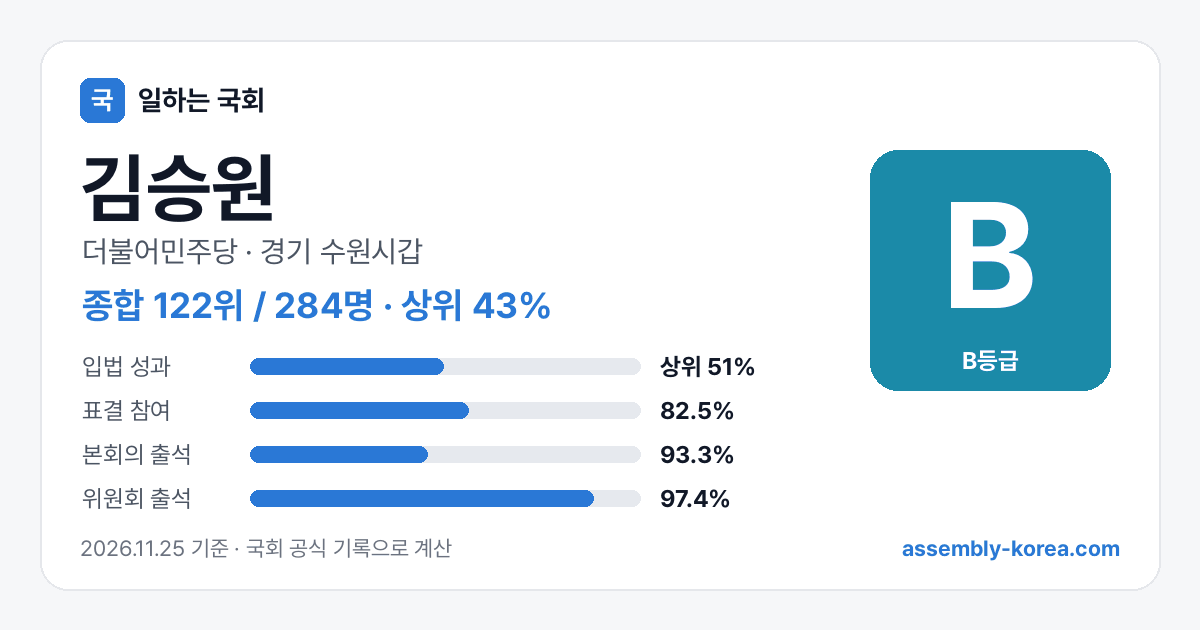 국 일하는 국회
김승원
더불어민주당 · 경기 수원시갑
종합 122위 / 284명 · 상위 43%
B
B등급
입법 성과 상위 51%
표결 참여 82.5%
본회의 출석 93.3%
위원회 출석 97.4%
2026.11.25 기준 · 국회 공식 기록으로 계산
assembly-korea.com